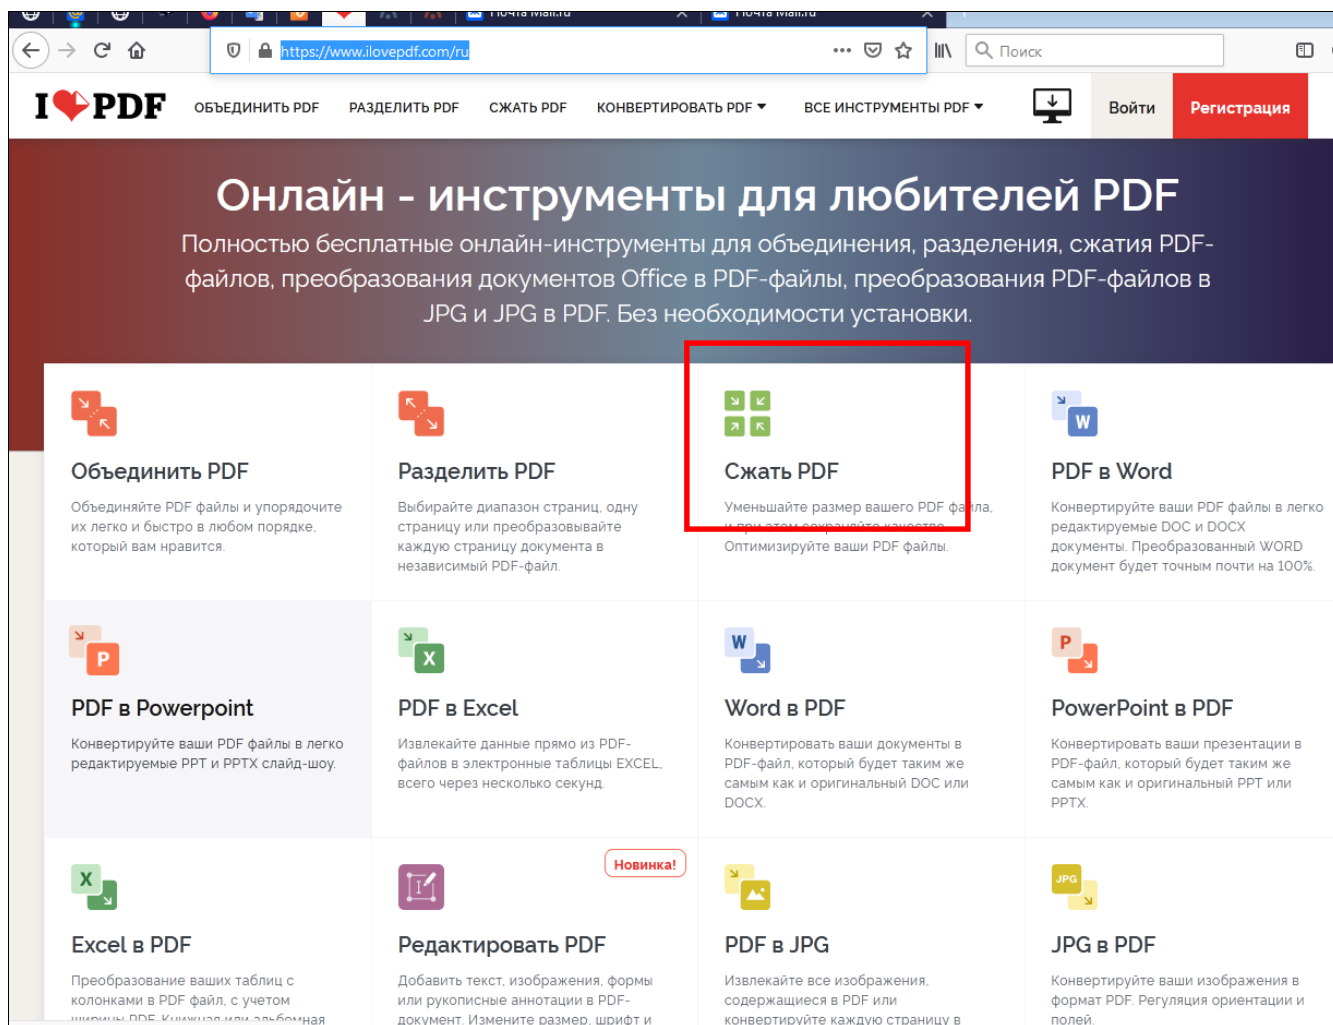 Почта Mail.ru
Почта Mail.ru
https://www.ilovepdf.com/ru
Поиск
I PDF
ОБЪЕДИНИТЬ PDF
РАЗДЕЛИТЬ PDF
СЖАТЬ PDF
КОНВЕРТИРОВАТЬ PDF
ВСЕ ИНСТРУМЕНТЫ PDF
Войти
Регистрация
Онлайн - инструменты для любителей PDF
Полностью бесплатные онлайн-инструменты для объединения, разделения, сжатия PDF-
файлов, преобразования документов Office в PDF-файлы, преобразования PDF-файлов в
JPG и JPG в PDF. Без необходимости установки.
Объединить PDF
Объединяйте PDF файлы и упорядочите
их легко и быстро в любом порядке,
который вам нравится.
Разделить PDF
Выбирайте диапазон страниц, одну
страницу или преобразовывайте
каждую страницу документа в
независимый PDF-файл.
Сжать PDF
Уменьшайте размер вашего PDF файла,
и при этом сохраняйте качество.
Оптимизируйте ваши PDF файлы.
W
PDF в Word
Конвертируйте ваши PDF файлы в легко
редактируемые DOC и DOCX
документы. Преобразованный WORD
документ будет точным почти на 100%.
P
PDF в Powerpoint
Конвертируйте ваши PDF файлы в легко
редактируемые PPT и PPTX слайд-шоу.
X
PDF в Excel
Извлекайте данные прямо из PDF-
файлов в электронные таблицы EXCEL,
всего через несколько секунд.
W
Word в PDF
Конвертировать ваши документы в
PDF-файл, который будет таким же
самым как и оригинальный DOC или
DOCX.
P
PowerPoint в PDF
Конвертировать ваши презентации в
PDF-файл, который будет таким же
самым как и оригинальный PPT или
PPTX.
X
Excel в PDF
Преобразование ваших таблиц с
колонками в PDF файл, с учетом
ширины PDF. Книжная или альбомная
Новинка!
Редактировать PDF
Добавить текст, изображения, формы
или рукописные аннотации в PDF-
документ. Измените размер, шрифт и
PDF в JPG
Извлекайте все изображения,
содержащиеся в PDF или
конвертируйте каждую страницу в
JPG
JPG в PDF
Конвертируйте ваши изображения в
формат PDF. Регуляция ориентации и
полей.